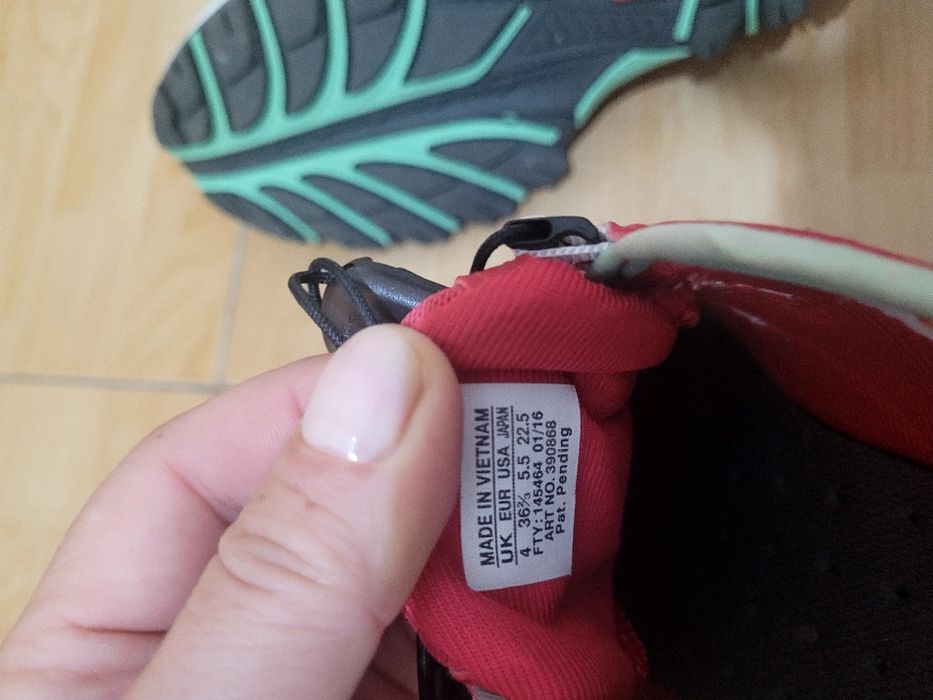 MADE IN VIETNAM
UK EUR USA JAPAN
4 36⅔ 5.5 22.5
FTY: 145464 01/16
ART NO. 390868
Pat. Pending